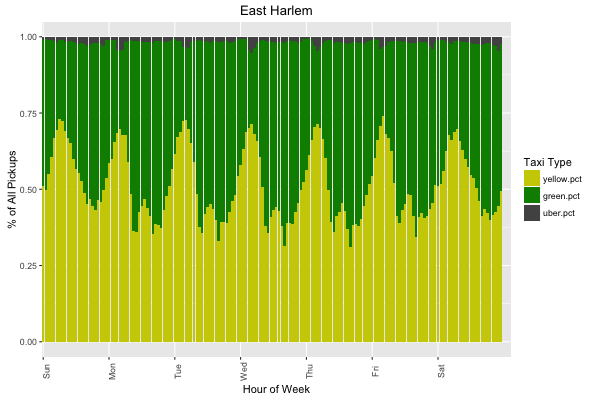 East Harlem
% of All Pickups
1.00
0.75
0.50
0.25
0.00
Sun
Mon
Tue
Wed
Thu
Fri
Sat
Hour of Week
Taxi Type
yellow.pct
green.pct
uber.pct